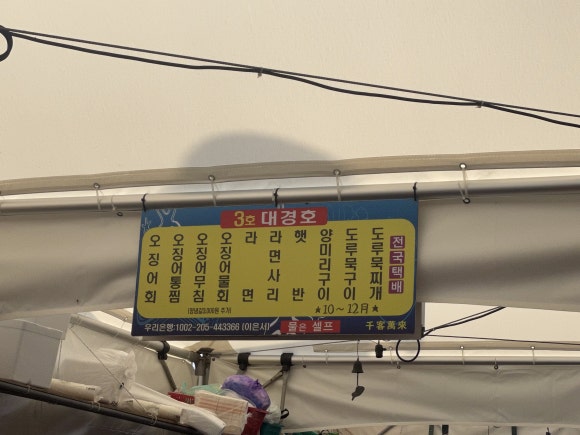 3호 대경호
오징어회
오징어통찜
오징어무침
오징어물회
라면
라면사리
햇반
양미리구이
도루묵구이
도루묵찌개
전국택배
★10~12月★
우리은행:1002-205-443366 (이은서)
물은 셀프
千客萬來